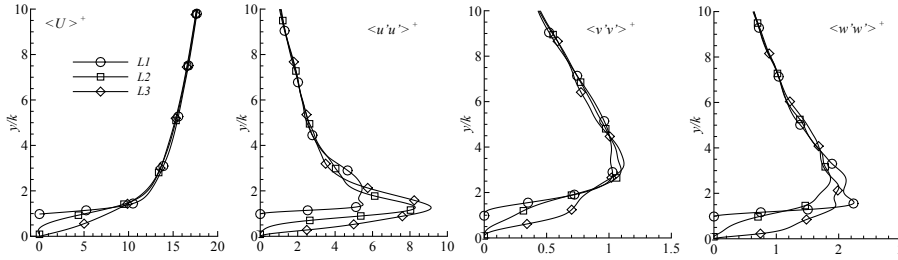 <U>+
<u'u'>+
<v'v'>+
<w'w'>+
L1
L2
L3
y/k
0 2 4 6 8 10
0 5 10 15 20
y/k
0 2 4 6 8 10
0 2 4 6 8 10
y/k
0 2 4 6 8 10
0 0.5 1 1.5
y/k
0 2 4 6 8 10
0 1 2